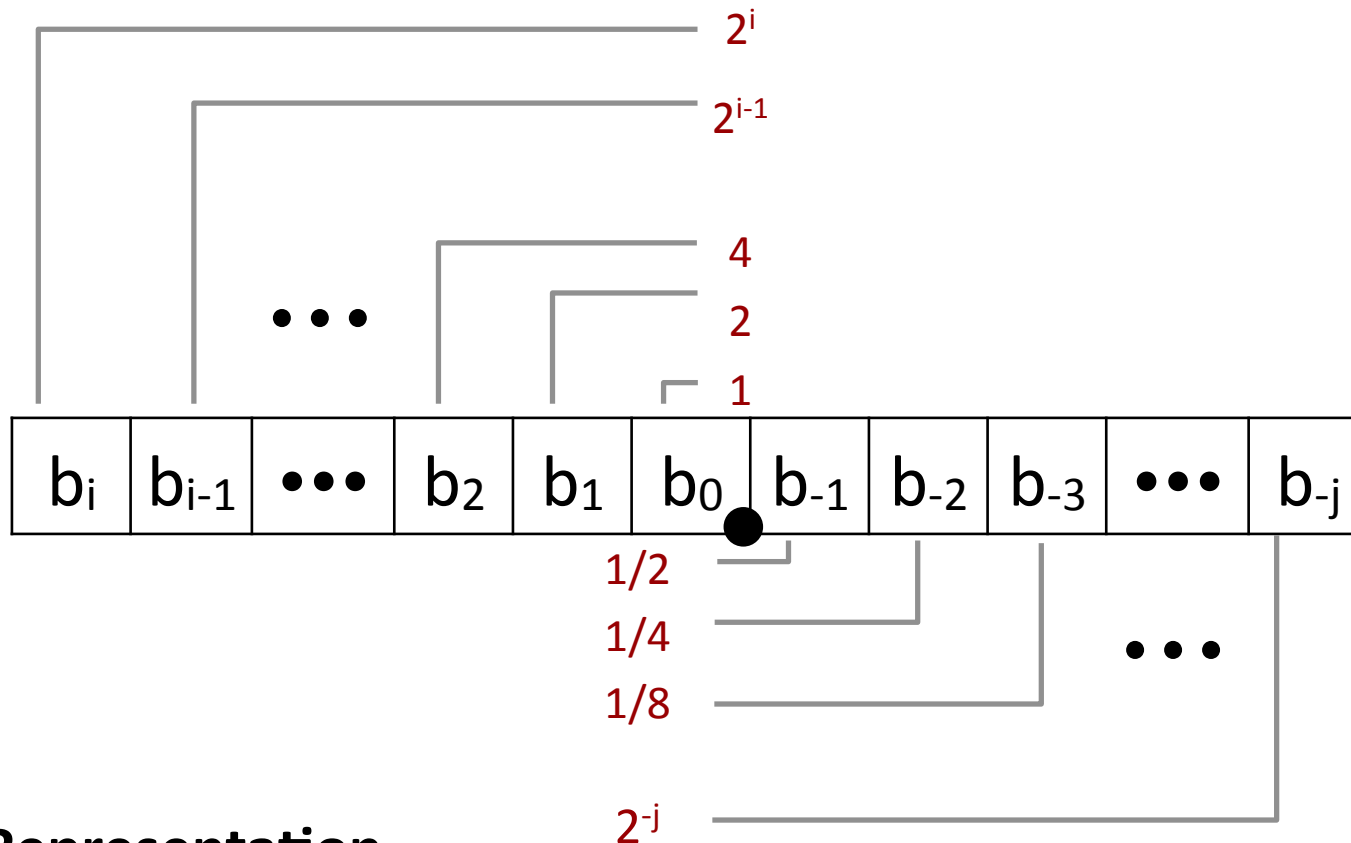 2^i
2^{i-1}
4
2
1
•••
b_i b_{i-1} ••• b_2 b_1 b_0 b_{-1} b_{-2} b_{-3} ••• b_{-j}
1/2
1/4
•••
1/8
2^{-j}
Representation